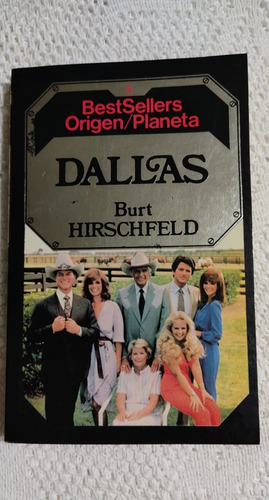 BestSellers
Origen/Planeta
DALLAS
Burt
HIRSCHFELD